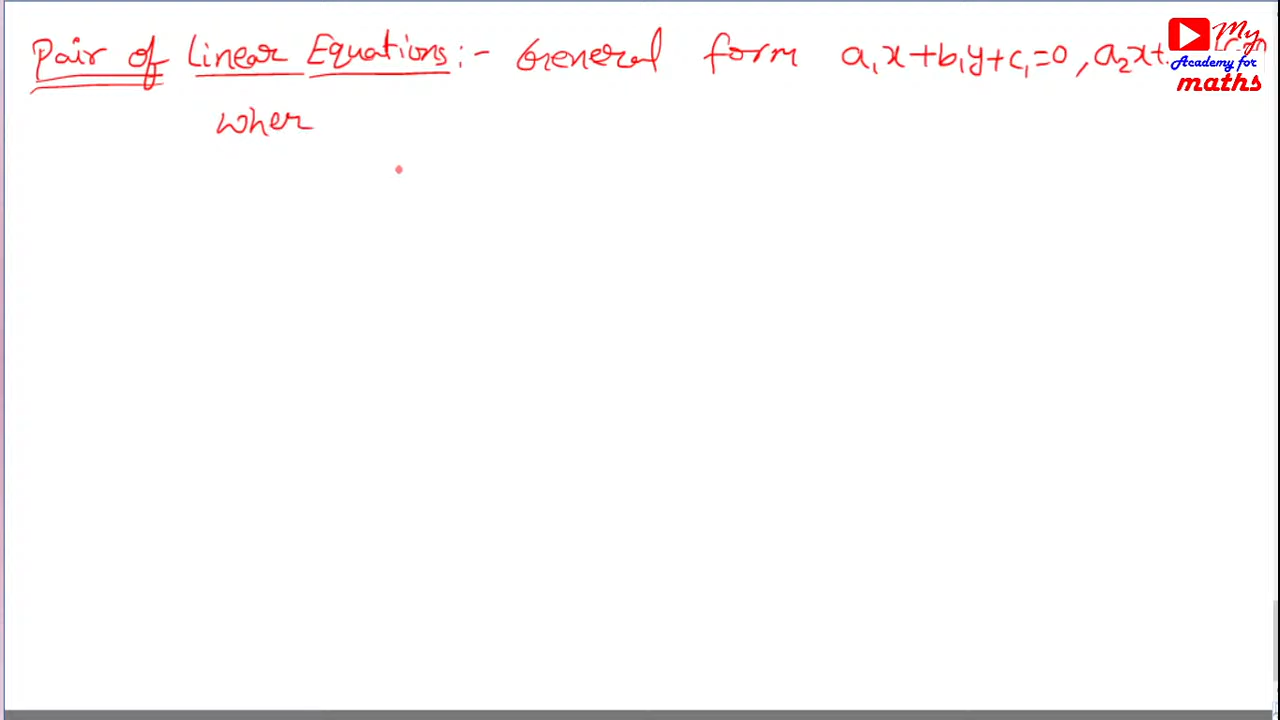 Pair of Linear Equations :- General form a₁x+b₁y+c₁=0, a₂x+
wher
My
Academy for
maths